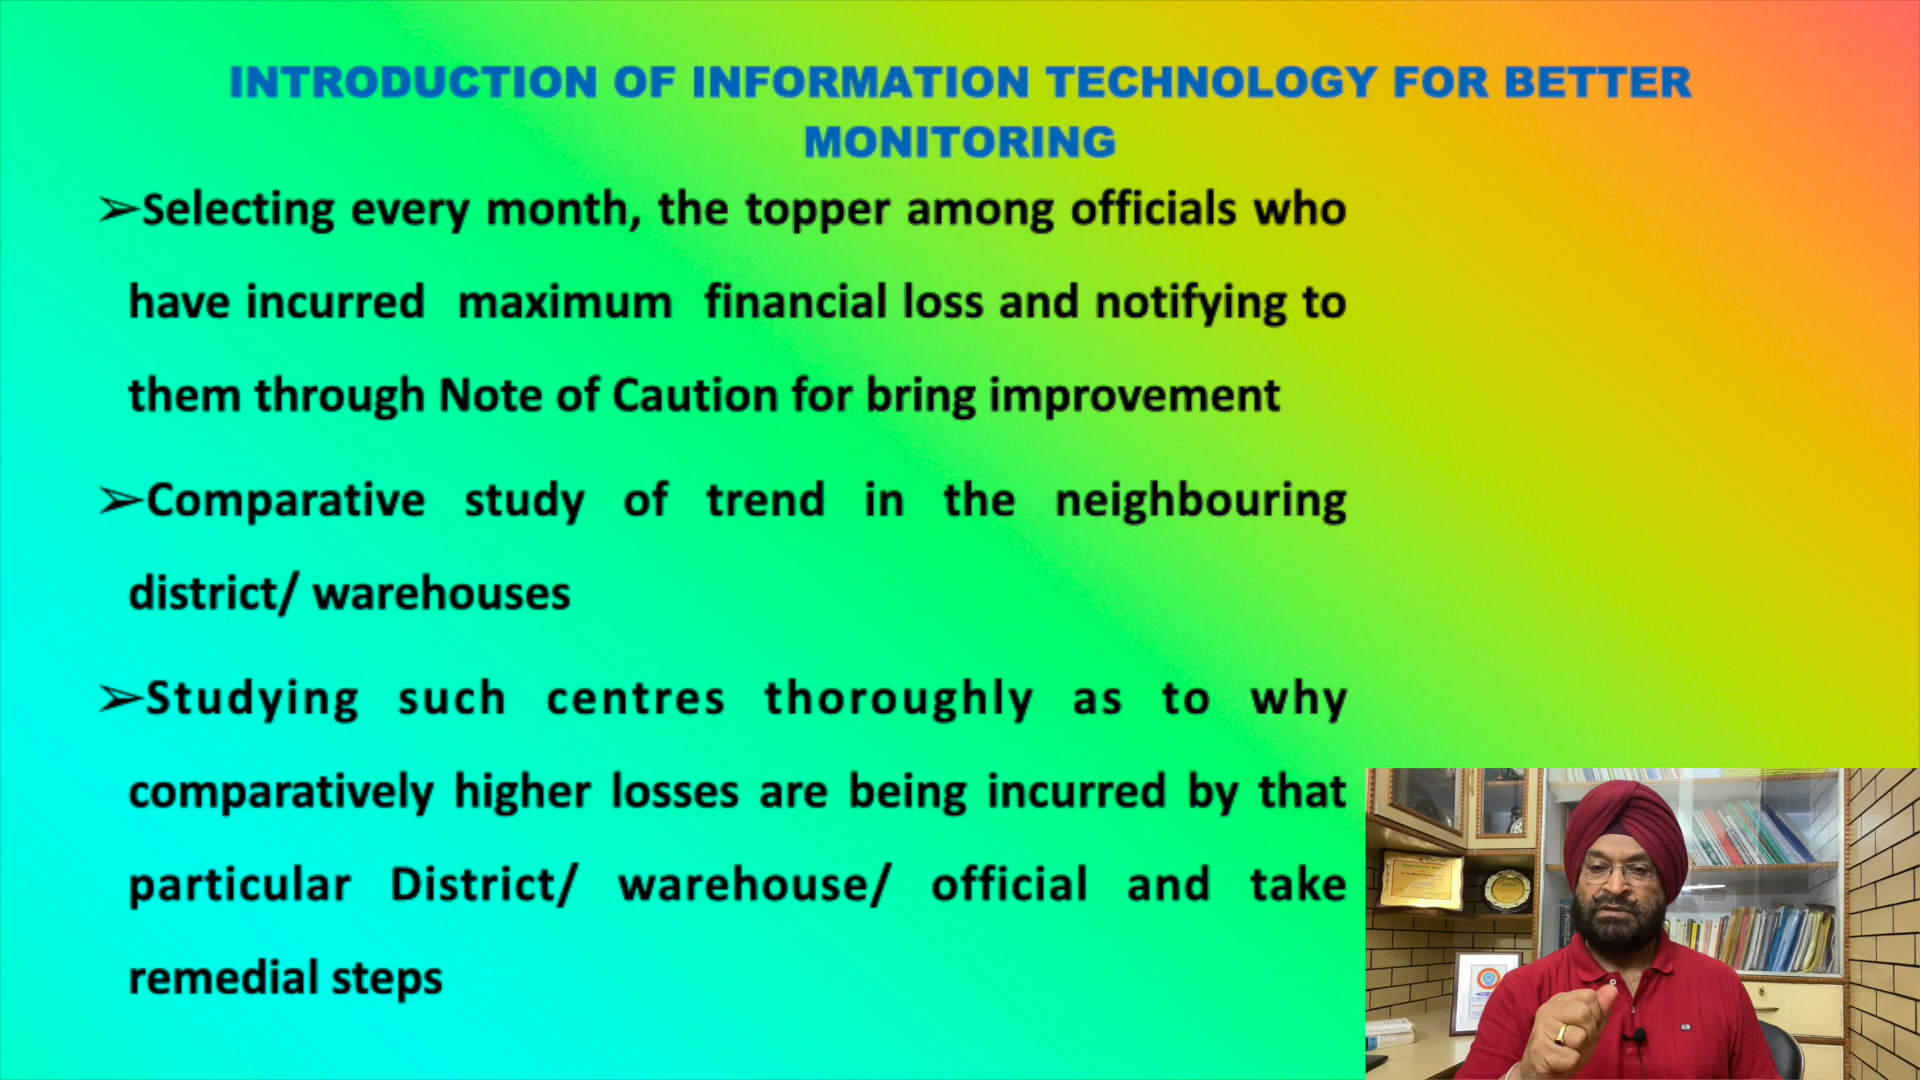 INTRODUCTION OF INFORMATION TECHNOLOGY FOR BETTER
MONITORING
➢Selecting every month, the topper among officials who
have incurred maximum financial loss and notifying to
them through Note of Caution for bring improvement
➢Comparative study of trend in the neighbouring
district/ warehouses
➢Studying such centres thoroughly as to why
comparatively higher losses are being incurred by that
particular District/ warehouse/ official and take
remedial steps